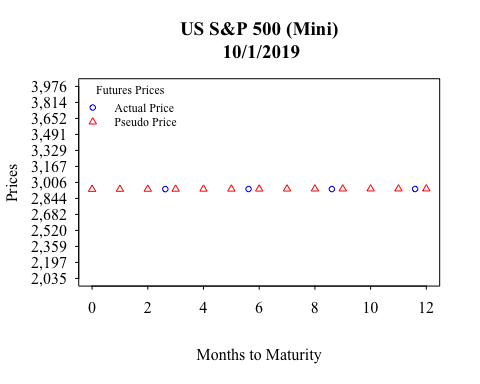 US S&P 500 (Mini)
10/1/2019
Futures Prices
Actual Price
Pseudo Price
Prices
3,976
3,814
3,652
3,491
3,329
3,167
3,006
2,844
2,682
2,520
2,359
2,197
2,035
0 2 4 6 8 10 12
Months to Maturity